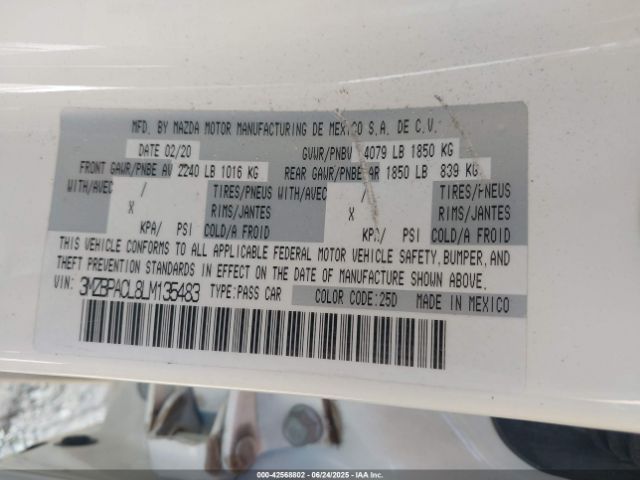 MFD. BY MAZDA MOTOR MANUFACTURING DE MEXICO S.A. DE C.V.
DATE 02/20 GVWR/PNBV 4079 LB 1850 KG
FRONT GAWR/PNBE AV 2240 LB 1016 KG REAR GAWR/PNBE AR 1850 LB 839 KG
WITH/AVEC / TIRES/PNEUS WITH/AVEC / TIRES/PNEUS
X RIMS/JANTES X RIMS/JANTES
KPA/ PSI COLD/A FROID KPA/ PSI COLD/A FROID
THIS VEHICLE CONFORMS TO ALL APPLICABLE FEDERAL MOTOR VEHICLE SAFETY, BUMPER, AND
THEFT PREVENTION STANDARDS IN EFFECT ON THE DATE OF MANUFACTURE SHOWN ABOVE.
VIN: 3MZBPACL8LM135483 TYPE:PASS CAR COLOR CODE:25D MADE IN MEXICO
000-42568802 - 06/24/2025 - IAAI.COM